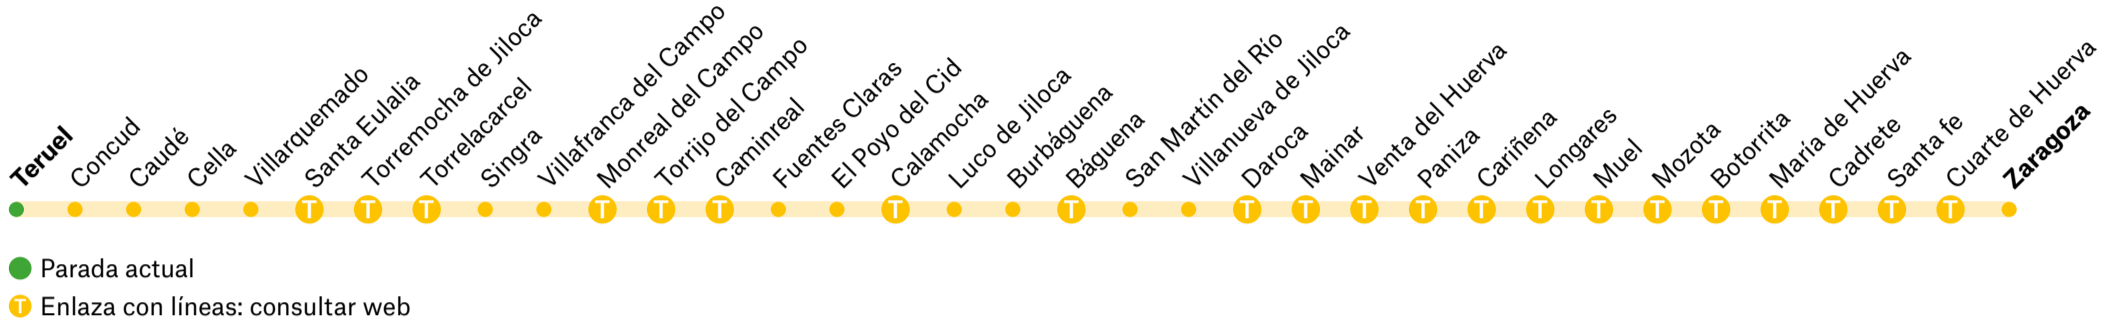 Teruel
Concud
Caudé
Cella
Villarquemado
Santa Eulalia
Torremocha de Jiloca
Torrelacarcel
Singra
Villafranca del Campo
Monreal del Campo
Torrijo del Campo
Caminreal
Fuentes Claras
El Poyo del Cid
Calamocha
Luco de Jiloca
Burbáguena
Báguena
San Martín del Río
Villanueva de Jiloca
Daroca
Mainar
Venta del Huerva
Paniza
Cariñena
Longares
Muel
Mozota
Botorrita
María de Huerva
Cadrete
Santa fe
Cuarte de Huerva
Zaragoza
T T T T T T T T T T T T T T T T T T T T T
Parada actual
T Enlaza con líneas: consultar web